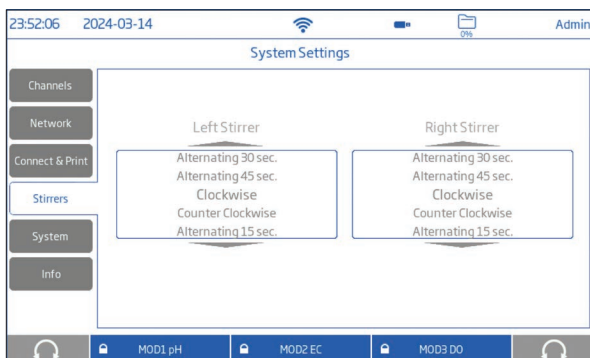 23:52:06 2024-03-14 0% Admin
System Settings
Channels
Network
Connect & Print
Stirrers
System
Info
Left Stirrer
Alternating 30 sec.
Alternating 45 sec.
Clockwise
Counter Clockwise
Alternating 15 sec.
Right Stirrer
Alternating 30 sec.
Alternating 45 sec.
Clockwise
Counter Clockwise
Alternating 15 sec.
MOD1 pH MOD2 EC MOD3 DO